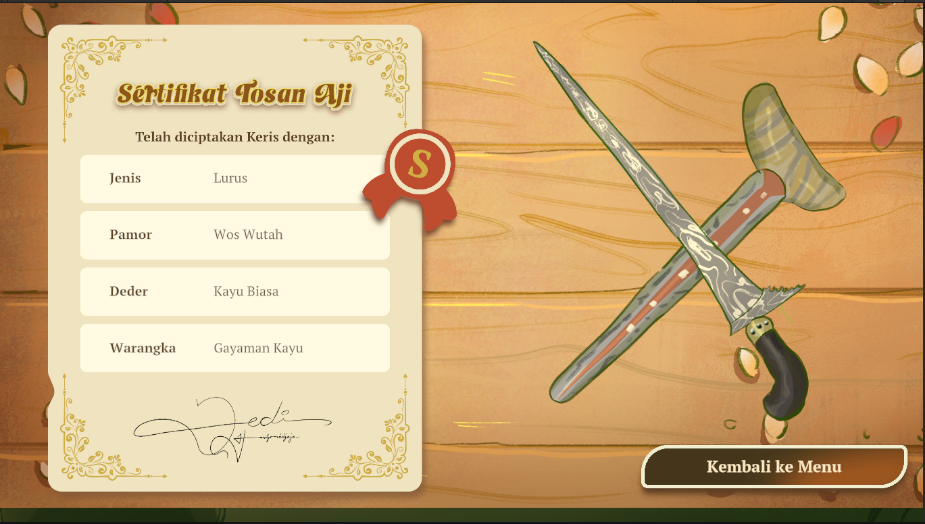 Sertifikat Tosan Aji
Telah diciptakan Keris dengan:
S
Jenis Lurus
Pamor Wos Wutah
Deder Kayu Biasa
Warangka Gayaman Kayu
Kembali ke Menu